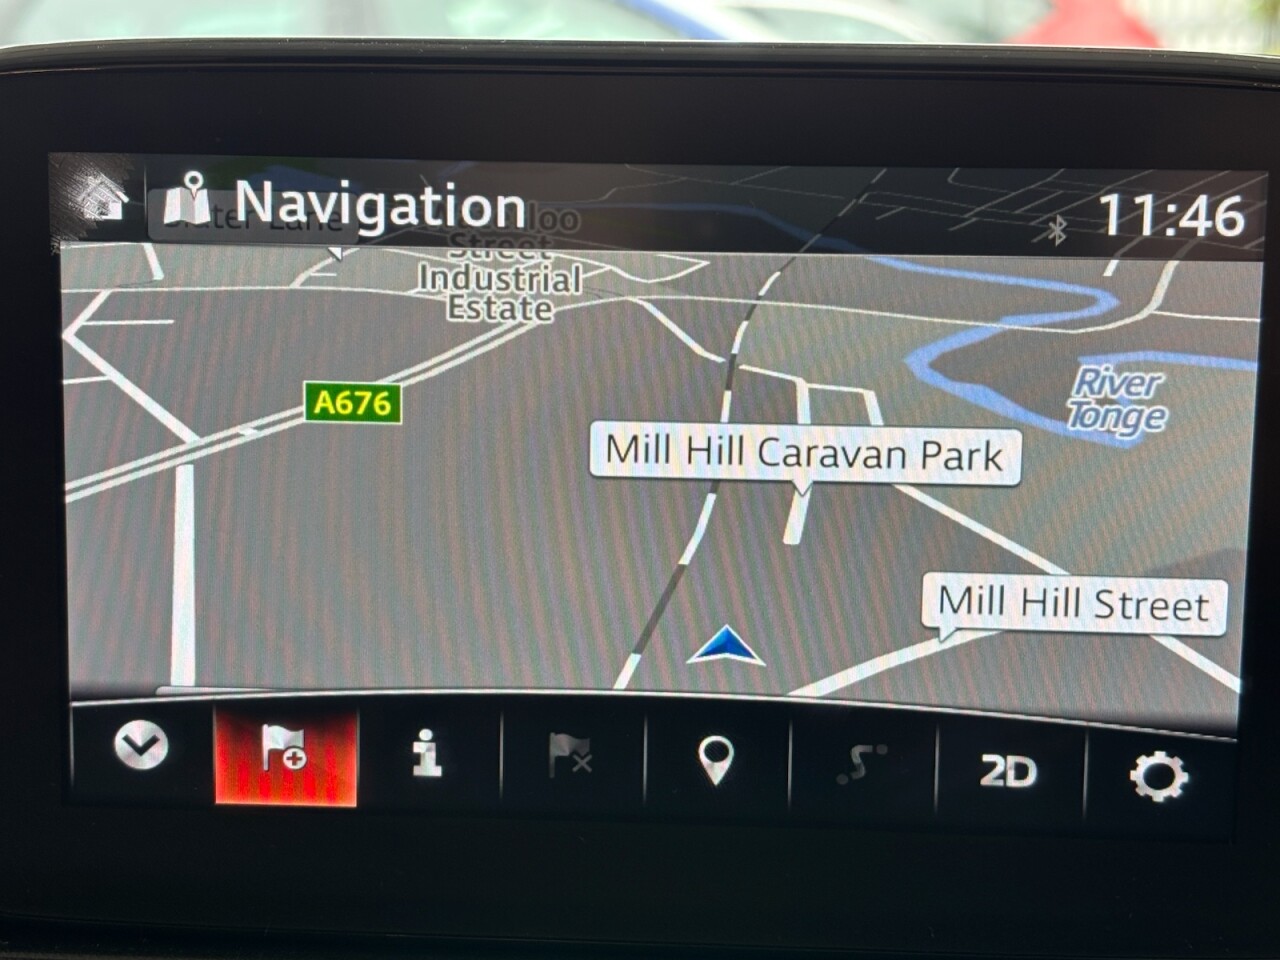 Navigation
11:46
Street
Industrial
Estate
A676
River
Tonge
Mill Hill Caravan Park
Mill Hill Street
2D